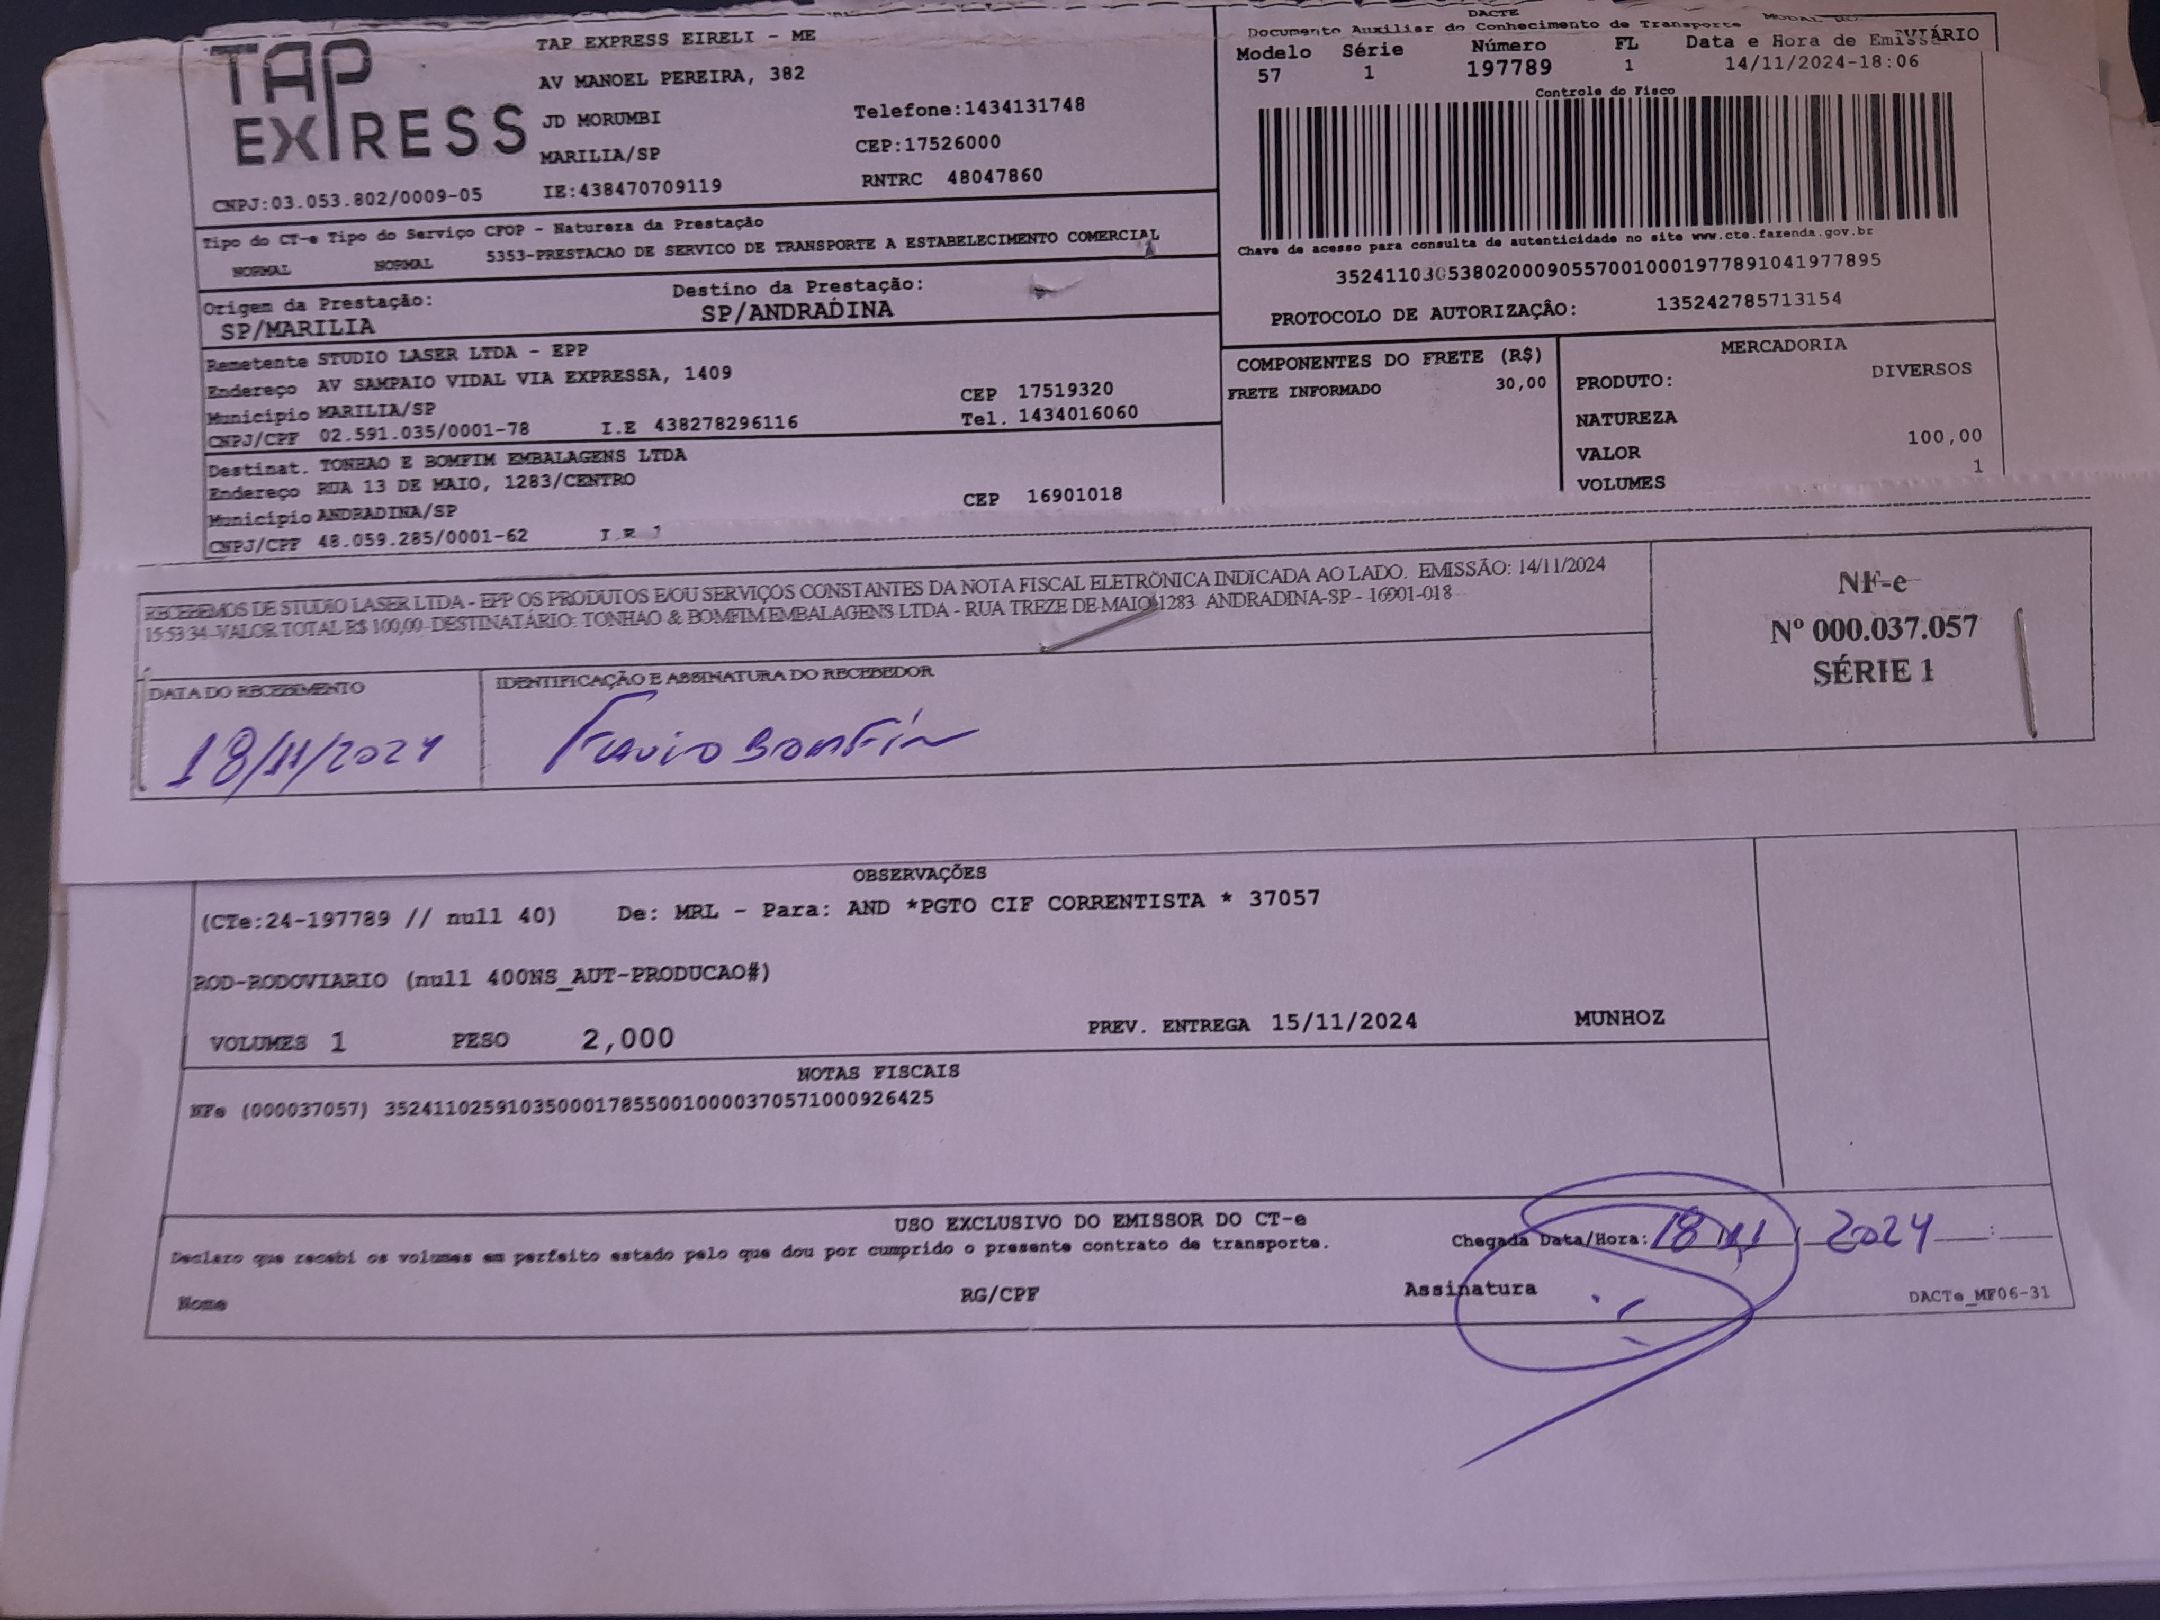 TAP EXPRESS
TAP EXPRESS EIRELI - ME
AV MANOEL PEREIRA, 382
JD MORUMBI Telefone:1434131748
MARILIA/SP CEP:17526000
CNPJ:03.053.802/0009-05 IE:438470709119 RNTRC 48047860
DACTE
Documento Auxiliar do Conhecimento de Transporte MODAL
Modelo Série Número FL Data e Hora de Emiss VIÁRIO
57 1 197789 1 14/11/2024-18:06
Controle do Fisco
Chave de acesso para consulta de autenticidade no site www.cte.fazenda.gov.br
35241103053802000905570010001977891041977895
PROTOCOLO DE AUTORIZAÇÂO: 135242785713154
Tipo do CT-e Tipo do Serviço CFOP - Natureza da Prestação
NORMAL NORMAL 5353-PRESTACAO DE SERVICO DE TRANSPORTE A ESTABELECIMENTO COMERCIAL
Origem da Prestação: Destino da Prestação:
SP/MARILIA SP/ANDRADINA
Remetente STUDIO LASER LTDA - EPP
Endereço AV SAMPAIO VIDAL VIA EXPRESSA, 1409 CEP 17519320
Município MARILIA/SP Tel. 1434016060
CNPJ/CPF 02.591.035/0001-78 I.E 438278296116
Destinat. TONHAO E BOMFIM EMBALAGENS LTDA
Endereço RUA 13 DE MAIO, 1283/CENTRO CEP 16901018
Município ANDRADINA/SP
CNPJ/CPF 48.059.285/0001-62
COMPONENTES DO FRETE (R$)
FRETE INFORMADO 30,00
MERCADORIA
PRODUTO: DIVERSOS
NATUREZA
VALOR 100,00
VOLUMES 1
RECEBEMOS DE STUDIO LASER LTDA - EPP OS PRODUTOS E/OU SERVIÇOS CONSTANTES DA NOTA FISCAL ELETRÔNICA INDICADA AO LADO. EMISSÃO: 14/11/2024
15:53:34 VALOR TOTAL R$ 100,00 DESTINATÁRIO: TONHAO & BOMFIM EMBALAGENS LTDA - RUA TREZE DE MAIO 1283 ANDRADINA-SP - 16901-018
NF-e
Nº 000.037.057
SÉRIE 1
DATA DO RECEBIMENTO IDENTIFICAÇÃO E ASSINATURA DO RECEBEDOR
18/11/2024 Flavio Bomfin
OBSERVAÇÕES
(CTe:24-197789 // null 40) De: MRL - Para: AND *PGTO CIF CORRENTISTA * 37057
ROD-RODOVIARIO (null 400NS_AUT-PRODUCAO#)
VOLUMES 1 PESO 2,000 PREV. ENTREGA 15/11/2024 MUNHOZ
NOTAS FISCAIS
NFe (000037057) 35241102591035000178550010000370571000926425
USO EXCLUSIVO DO EMISSOR DO CT-e
Declaro que recebi os volumes em perfeito estado pelo que dou por cumprido o presente contrato de transporte. Chegada Data/Hora: 18 11 / 2024 :
Nome RG/CPF Assinatura DACTe_MF06-31